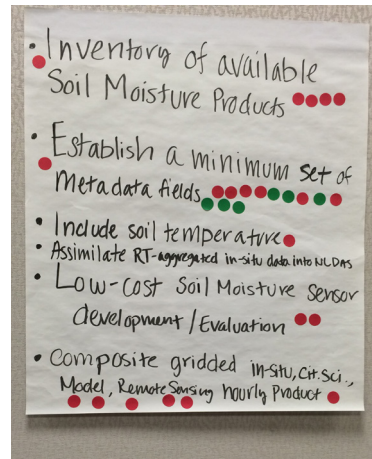 • Inventory of available
Soil Moisture Products
• Establish a minimum set of
Metadata fields
• Include soil temperature
• Assimilate RT-aggregated in-situ data into NLDAS
• Low-cost Soil Moisture Sensor
development/Evaluation
• Composite gridded in-situ, Cit. Sci.,
Model, Remote Sensing hourly Product